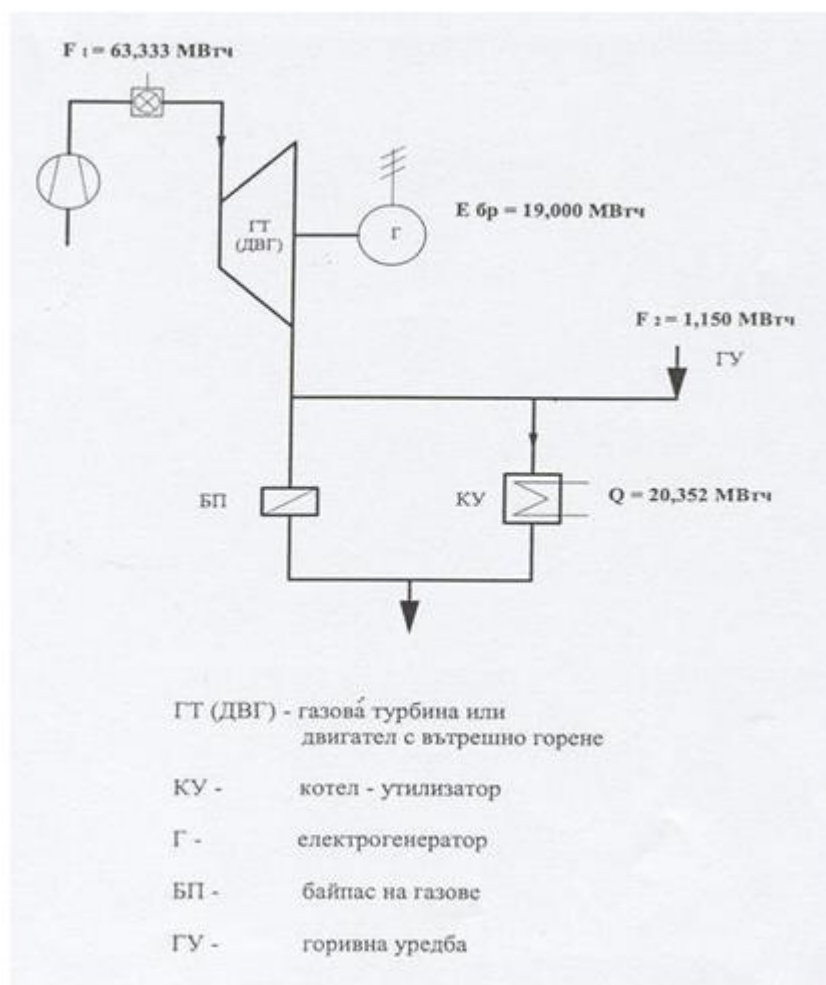 F 1 = 63,333 МВтч
ГТ
(ДВГ)
Г
Е бр = 19,000 МВтч
F 2 = 1,150 МВтч
ГУ
БП
КУ
Q = 20,352 МВтч
ГТ (ДВГ) - газова турбина или
двигател с вътрешно горене
КУ - котел - утилизатор
Г - електрогенератор
БП - байпас на газове
ГУ - горивна уредба